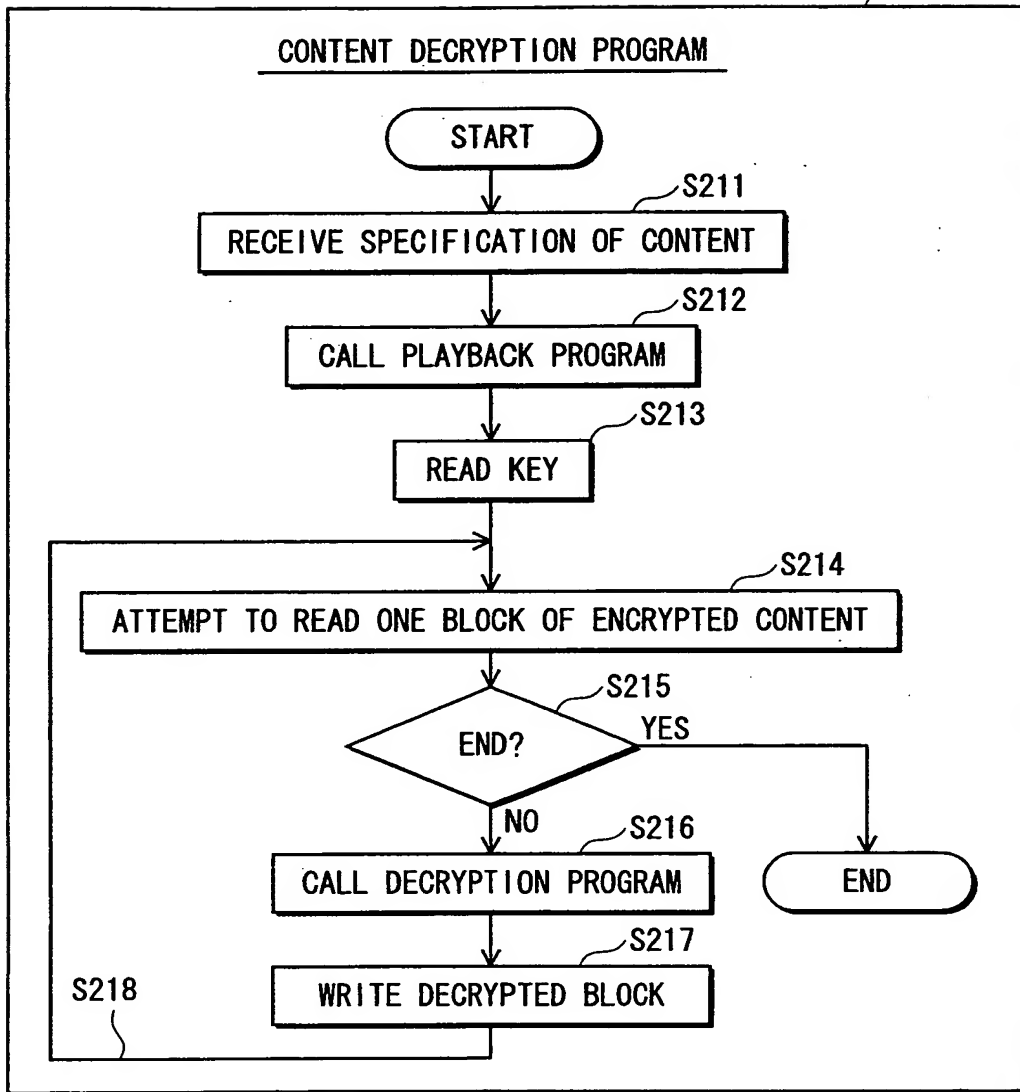 CONTENT DECRYPTION PROGRAM
START
S211
RECEIVE SPECIFICATION OF CONTENT
S212
CALL PLAYBACK PROGRAM
S213
READ KEY
S214
ATTEMPT TO READ ONE BLOCK OF ENCRYPTED CONTENT
S215
END?
YES
NO
S216
CALL DECRYPTION PROGRAM
END
S217
WRITE DECRYPTED BLOCK
S218